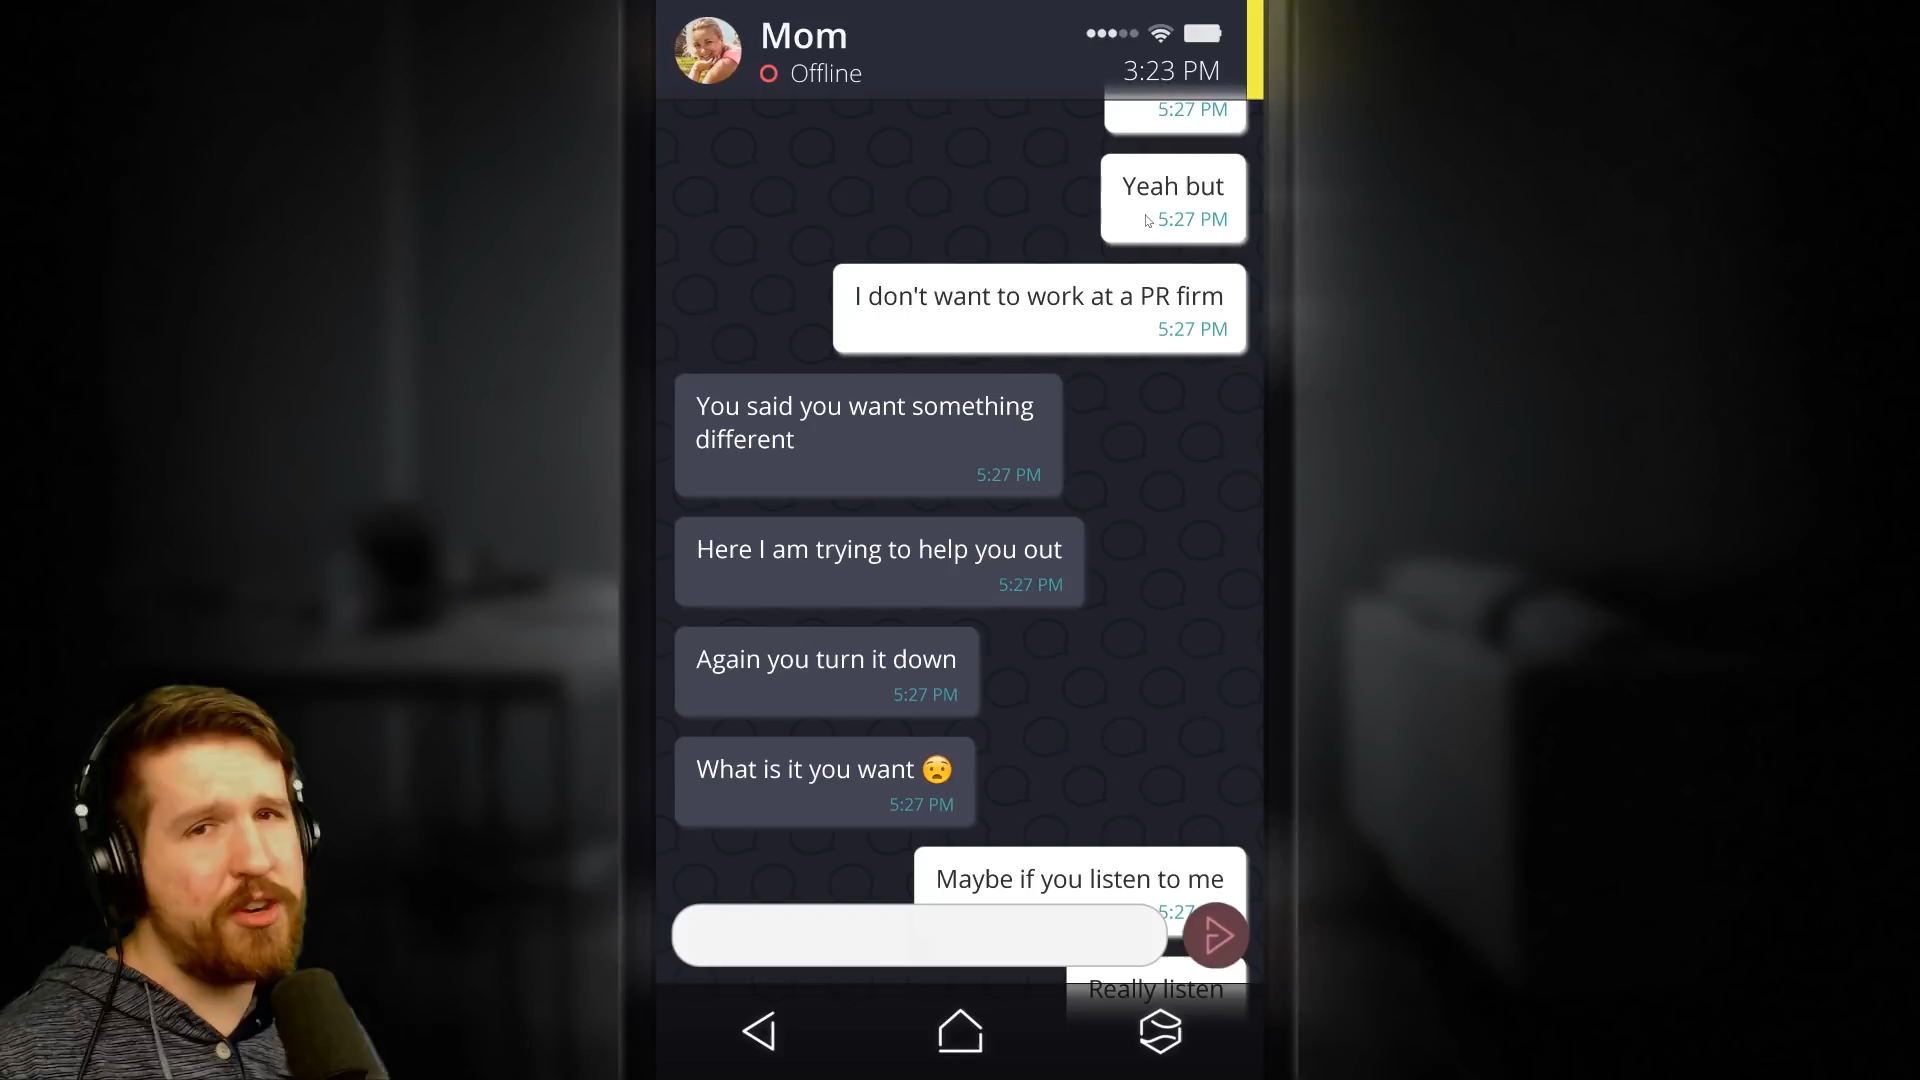 Mom
Offline
3:23 PM
5:27 PM
Yeah but
5:27 PM
I don't want to work at a PR firm
5:27 PM
You said you want something
different
5:27 PM
Here I am trying to help you out
5:27 PM
Again you turn it down
5:27 PM
What is it you want 😧
5:27 PM
Maybe if you listen to me
5:27
Really listen